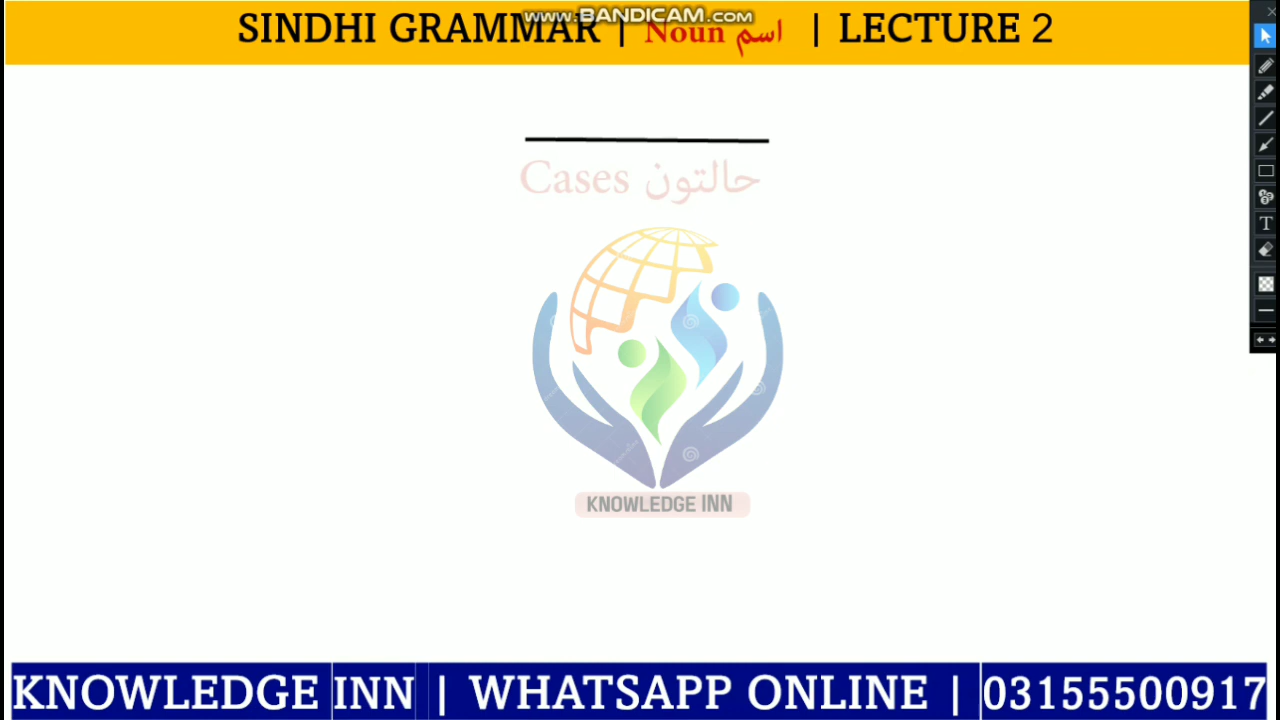 www.BANDICAM.com
SINDHI GRAMMAR | Noun اسم | LECTURE 2
Cases حالتون
KNOWLEDGE INN
KNOWLEDGE INN | WHATSAPP ONLINE | 03155500917